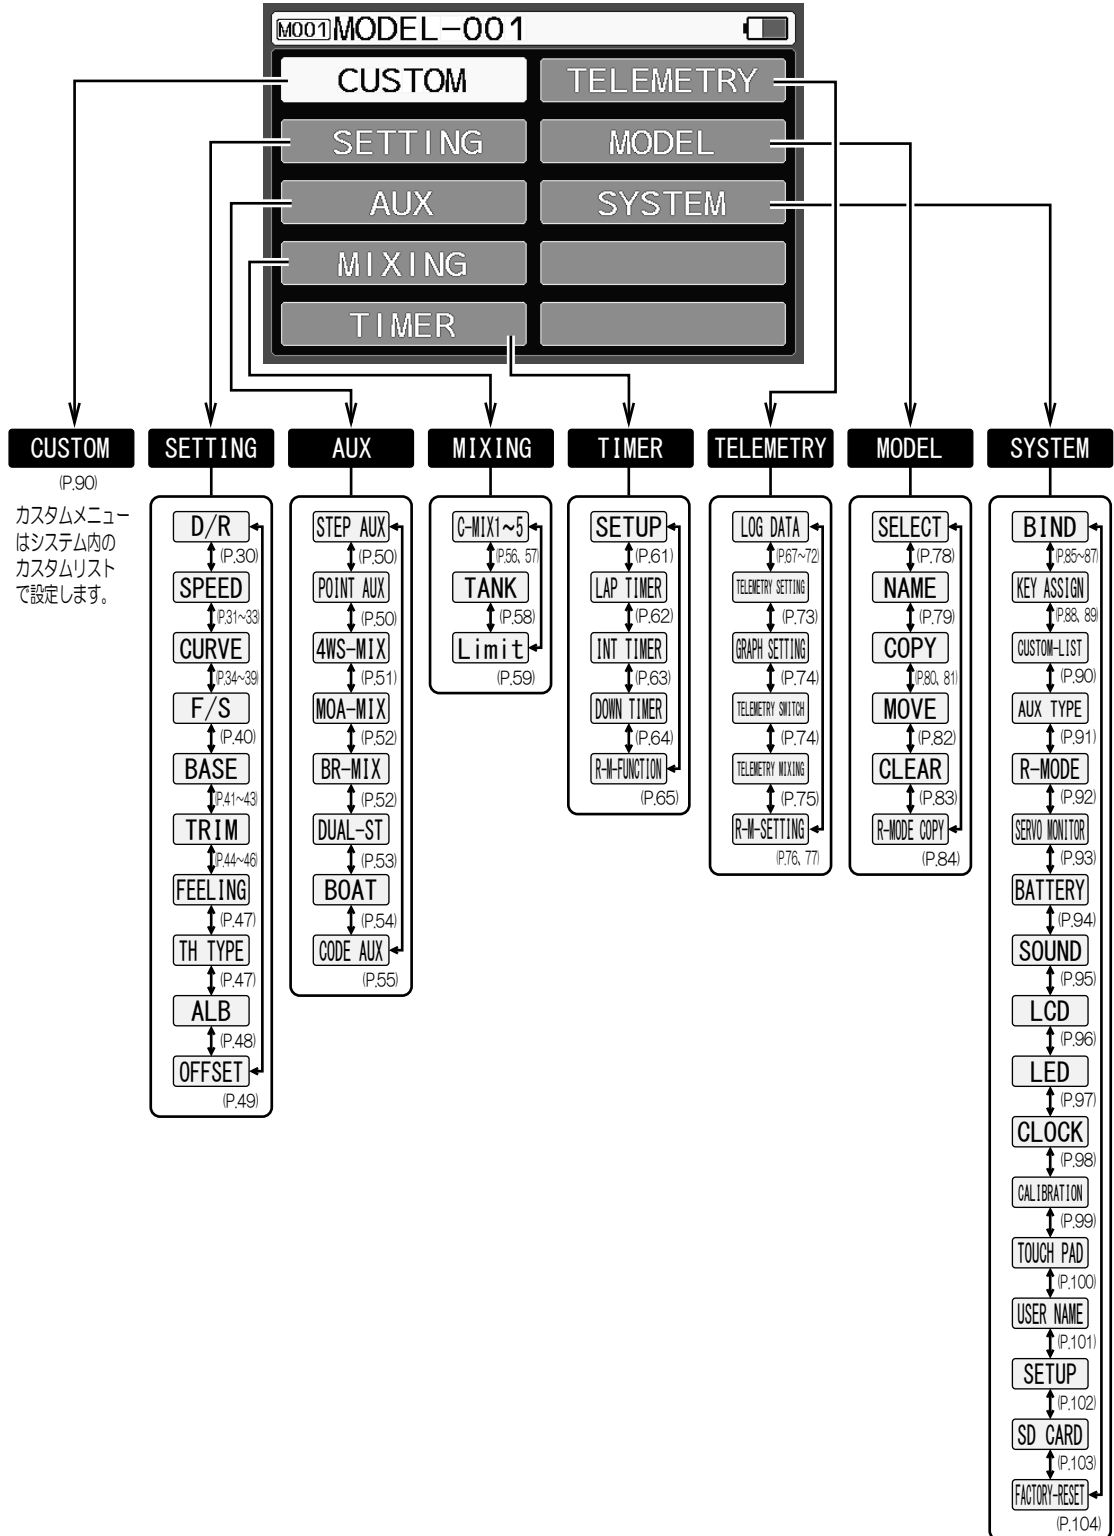 M001 MODEL-001
CUSTOM
TELEMETRY
SETTING
MODEL
AUX
SYSTEM
MIXING
TIMER
CUSTOM
(P.90)
カスタムメニュー
はシステム内の
カスタムリスト
で設定します。
SETTING
D/R
(P.30)
SPEED
(P.31~33)
CURVE
(P.34~39)
F/S
(P.40)
BASE
(P.41~43)
TRIM
(P.44~46)
FEELING
(P.47)
TH TYPE
(P.47)
ALB
(P.48)
OFFSET
(P.49)
AUX
STEP AUX
(P.50)
POINT AUX
(P.50)
4WS-MIX
(P.51)
MOA-MIX
(P.52)
BR-MIX
(P.52)
DUAL-ST
(P.53)
BOAT
(P.54)
CODE AUX
(P.55)
MIXING
C-MIX1~5
(P.56、57)
TANK
(P.58)
Limit
(P.59)
TIMER
SETUP
(P.61)
LAP TIMER
(P.62)
INT TIMER
(P.63)
DOWN TIMER
(P.64)
R-M-FUNCTION
(P.65)
TELEMETRY
LOG DATA
(P.67~72)
TELEMETRY SETTING
(P.73)
GRAPH SETTING
(P.74)
TELEMETRY SWITCH
(P.74)
TELEMETRY MIXING
(P.75)
R-M-SETTING
(P.76、77)
MODEL
SELECT
(P.78)
NAME
(P.79)
COPY
(P.80、81)
MOVE
(P.82)
CLEAR
(P.83)
R-MODE COPY
(P.84)
SYSTEM
BIND
(P.85~87)
KEY ASSIGN
(P.88、89)
CUSTOM-LIST
(P.90)
AUX TYPE
(P.91)
R-MODE
(P.92)
SERVO MONITOR
(P.93)
BATTERY
(P.94)
SOUND
(P.95)
LCD
(P.96)
LED
(P.97)
CLOCK
(P.98)
CALIBRATION
(P.99)
TOUCH PAD
(P.100)
USER NAME
(P.101)
SETUP
(P.102)
SD CARD
(P.103)
FACTORY-RESET
(P.104)